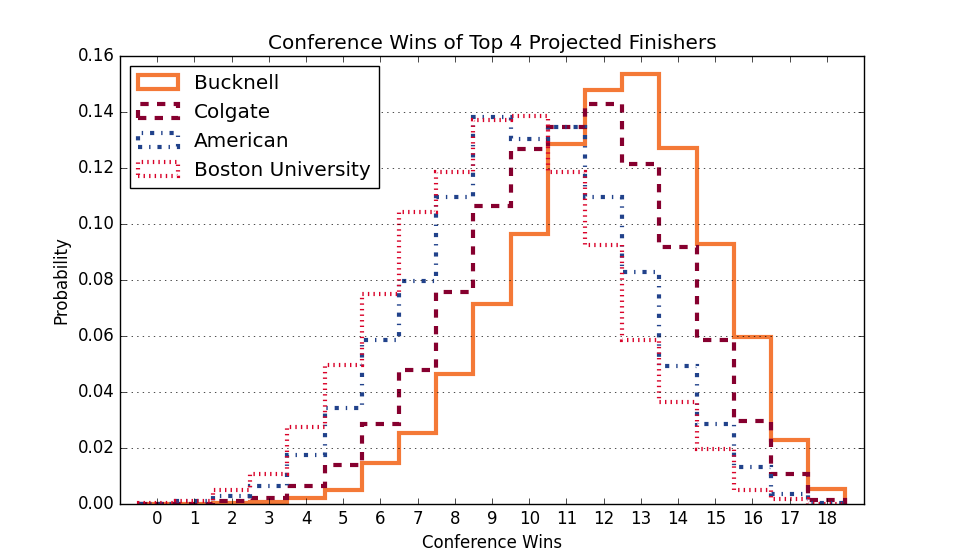 Conference Wins of Top 4 Projected Finishers
0.16
0.14
0.12
0.10
0.08
0.06
0.04
0.02
0.00
Probability
Bucknell
Colgate
American
Boston University
0 1 2 3 4 5 6 7 8 9 10 11 12 13 14 15 16 17 18
Conference Wins